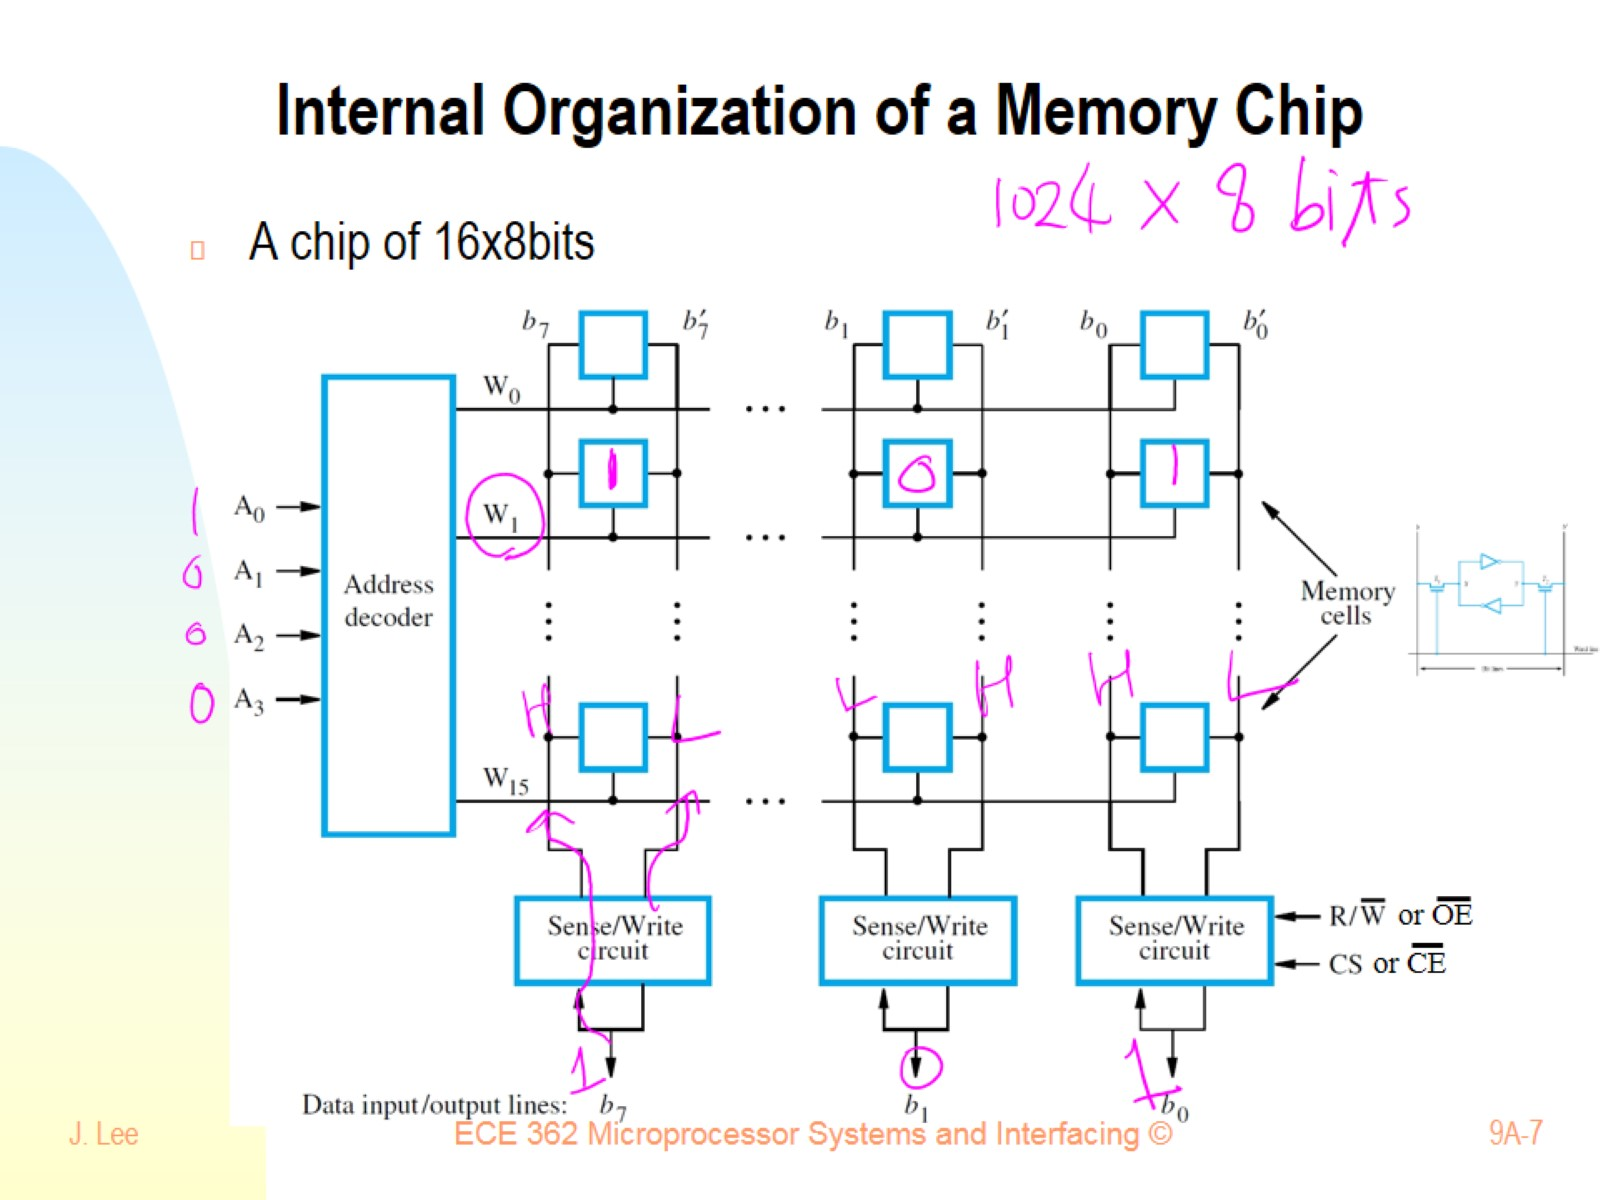 Internal Organization of a Memory Chip
1024 x 8 bits
A chip of 16x8bits
b7 b′7 b1 b′1 b0 b′0
W0
1 0 1
W1
1 A0
0 A1
0 A2
0 A3
Address
decoder
Memory
cells
H L L H H L
W15
Sense/Write
circuit
Sense/Write
circuit
Sense/Write
circuit
R/W̅ or O̅E̅
CS or C̅E̅
1 0 1
Data input/output lines: b7 b1 b0
J. Lee
ECE 362 Microprocessor Systems and Interfacing ©
9A-7